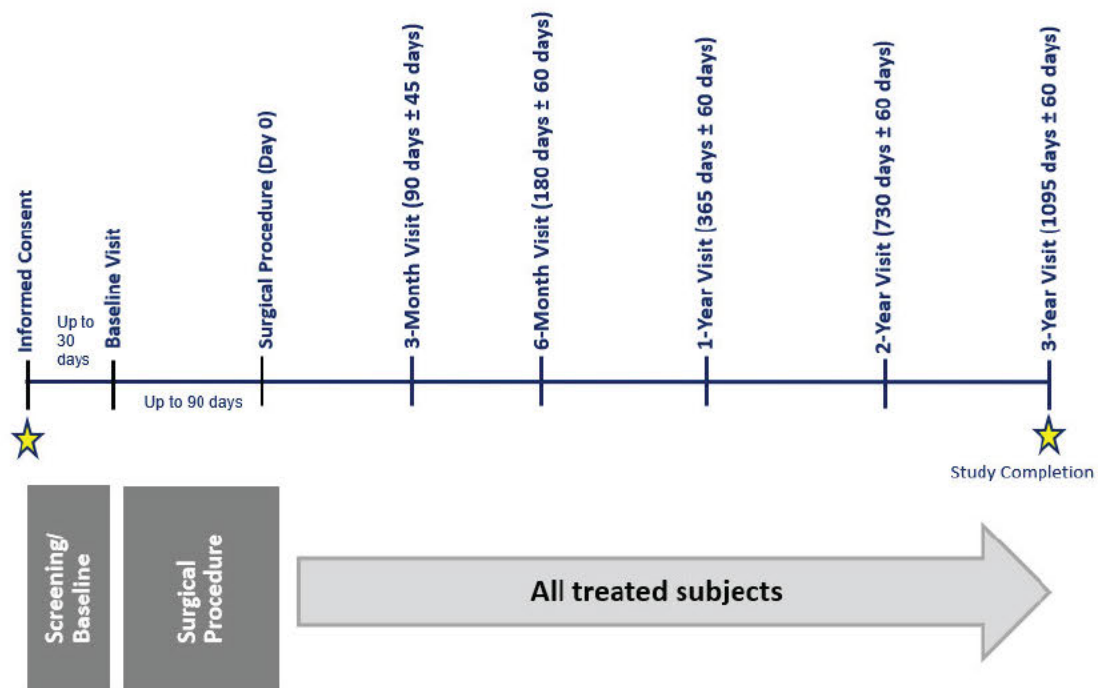 Informed Consent
Up to
30
days
Baseline Visit
Up to 90 days
Surgical Procedure (Day 0)
3-Month Visit (90 days ± 45 days)
6-Month Visit (180 days ± 60 days)
1-Year Visit (365 days ± 60 days)
2-Year Visit (730 days ± 60 days)
3-Year Visit (1095 days ± 60 days)
Study Completion
Screening/
Baseline
Surgical
Procedure
All treated subjects